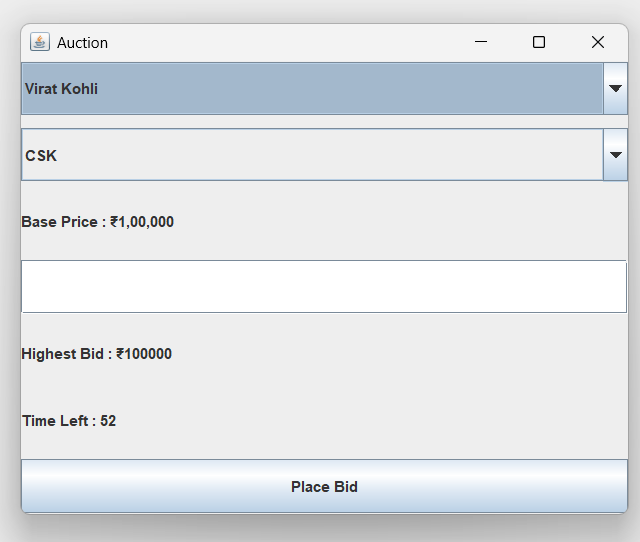 Auction
Virat Kohli
CSK
Base Price : ₹1,00,000
Highest Bid : ₹100000
Time Left : 52
Place Bid